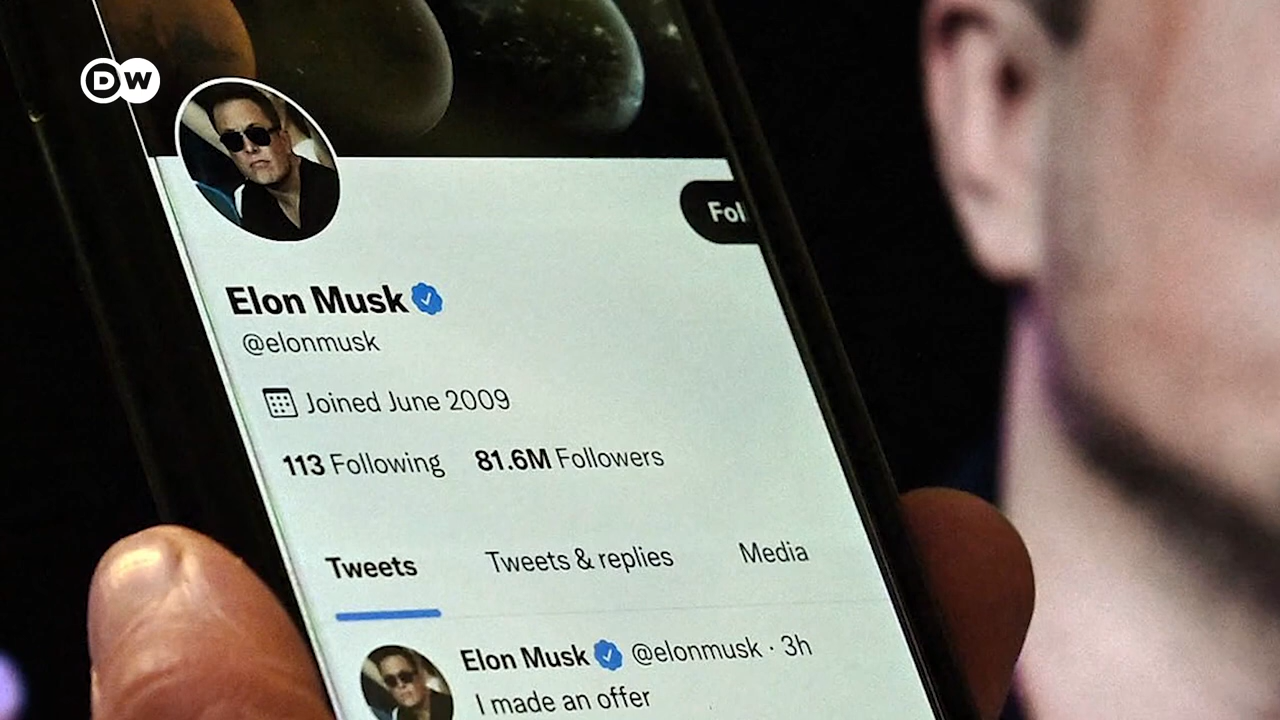 DW
Fol
Elon Musk
@elonmusk
Joined June 2009
113 Following 81.6M Followers
Tweets Tweets & replies Media
Elon Musk @elonmusk · 3h
I made an offer